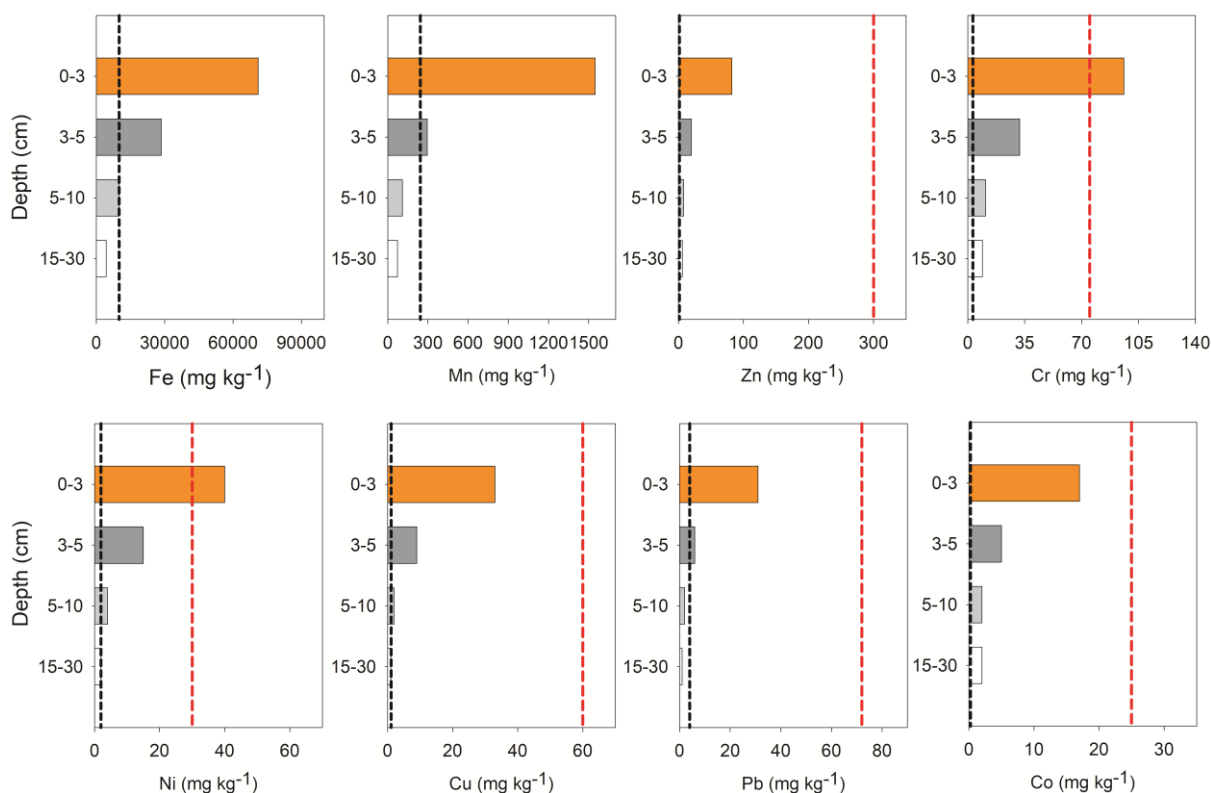 Depth (cm)
0-3
3-5
5-10
15-30
0 30000 60000 90000
Fe (mg kg⁻¹)
0-3
3-5
5-10
15-30
0 300 600 900 1200 1500
Mn (mg kg⁻¹)
0-3
3-5
5-10
15-30
0 100 200 300
Zn (mg kg⁻¹)
0-3
3-5
5-10
15-30
0 35 70 105 140
Cr (mg kg⁻¹)
Depth (cm)
0-3
3-5
5-10
15-30
0 20 40 60
Ni (mg kg⁻¹)
0-3
3-5
5-10
15-30
0 20 40 60
Cu (mg kg⁻¹)
0-3
3-5
5-10
15-30
0 20 40 60 80
Pb (mg kg⁻¹)
0-3
3-5
5-10
15-30
0 10 20 30
Co (mg kg⁻¹)